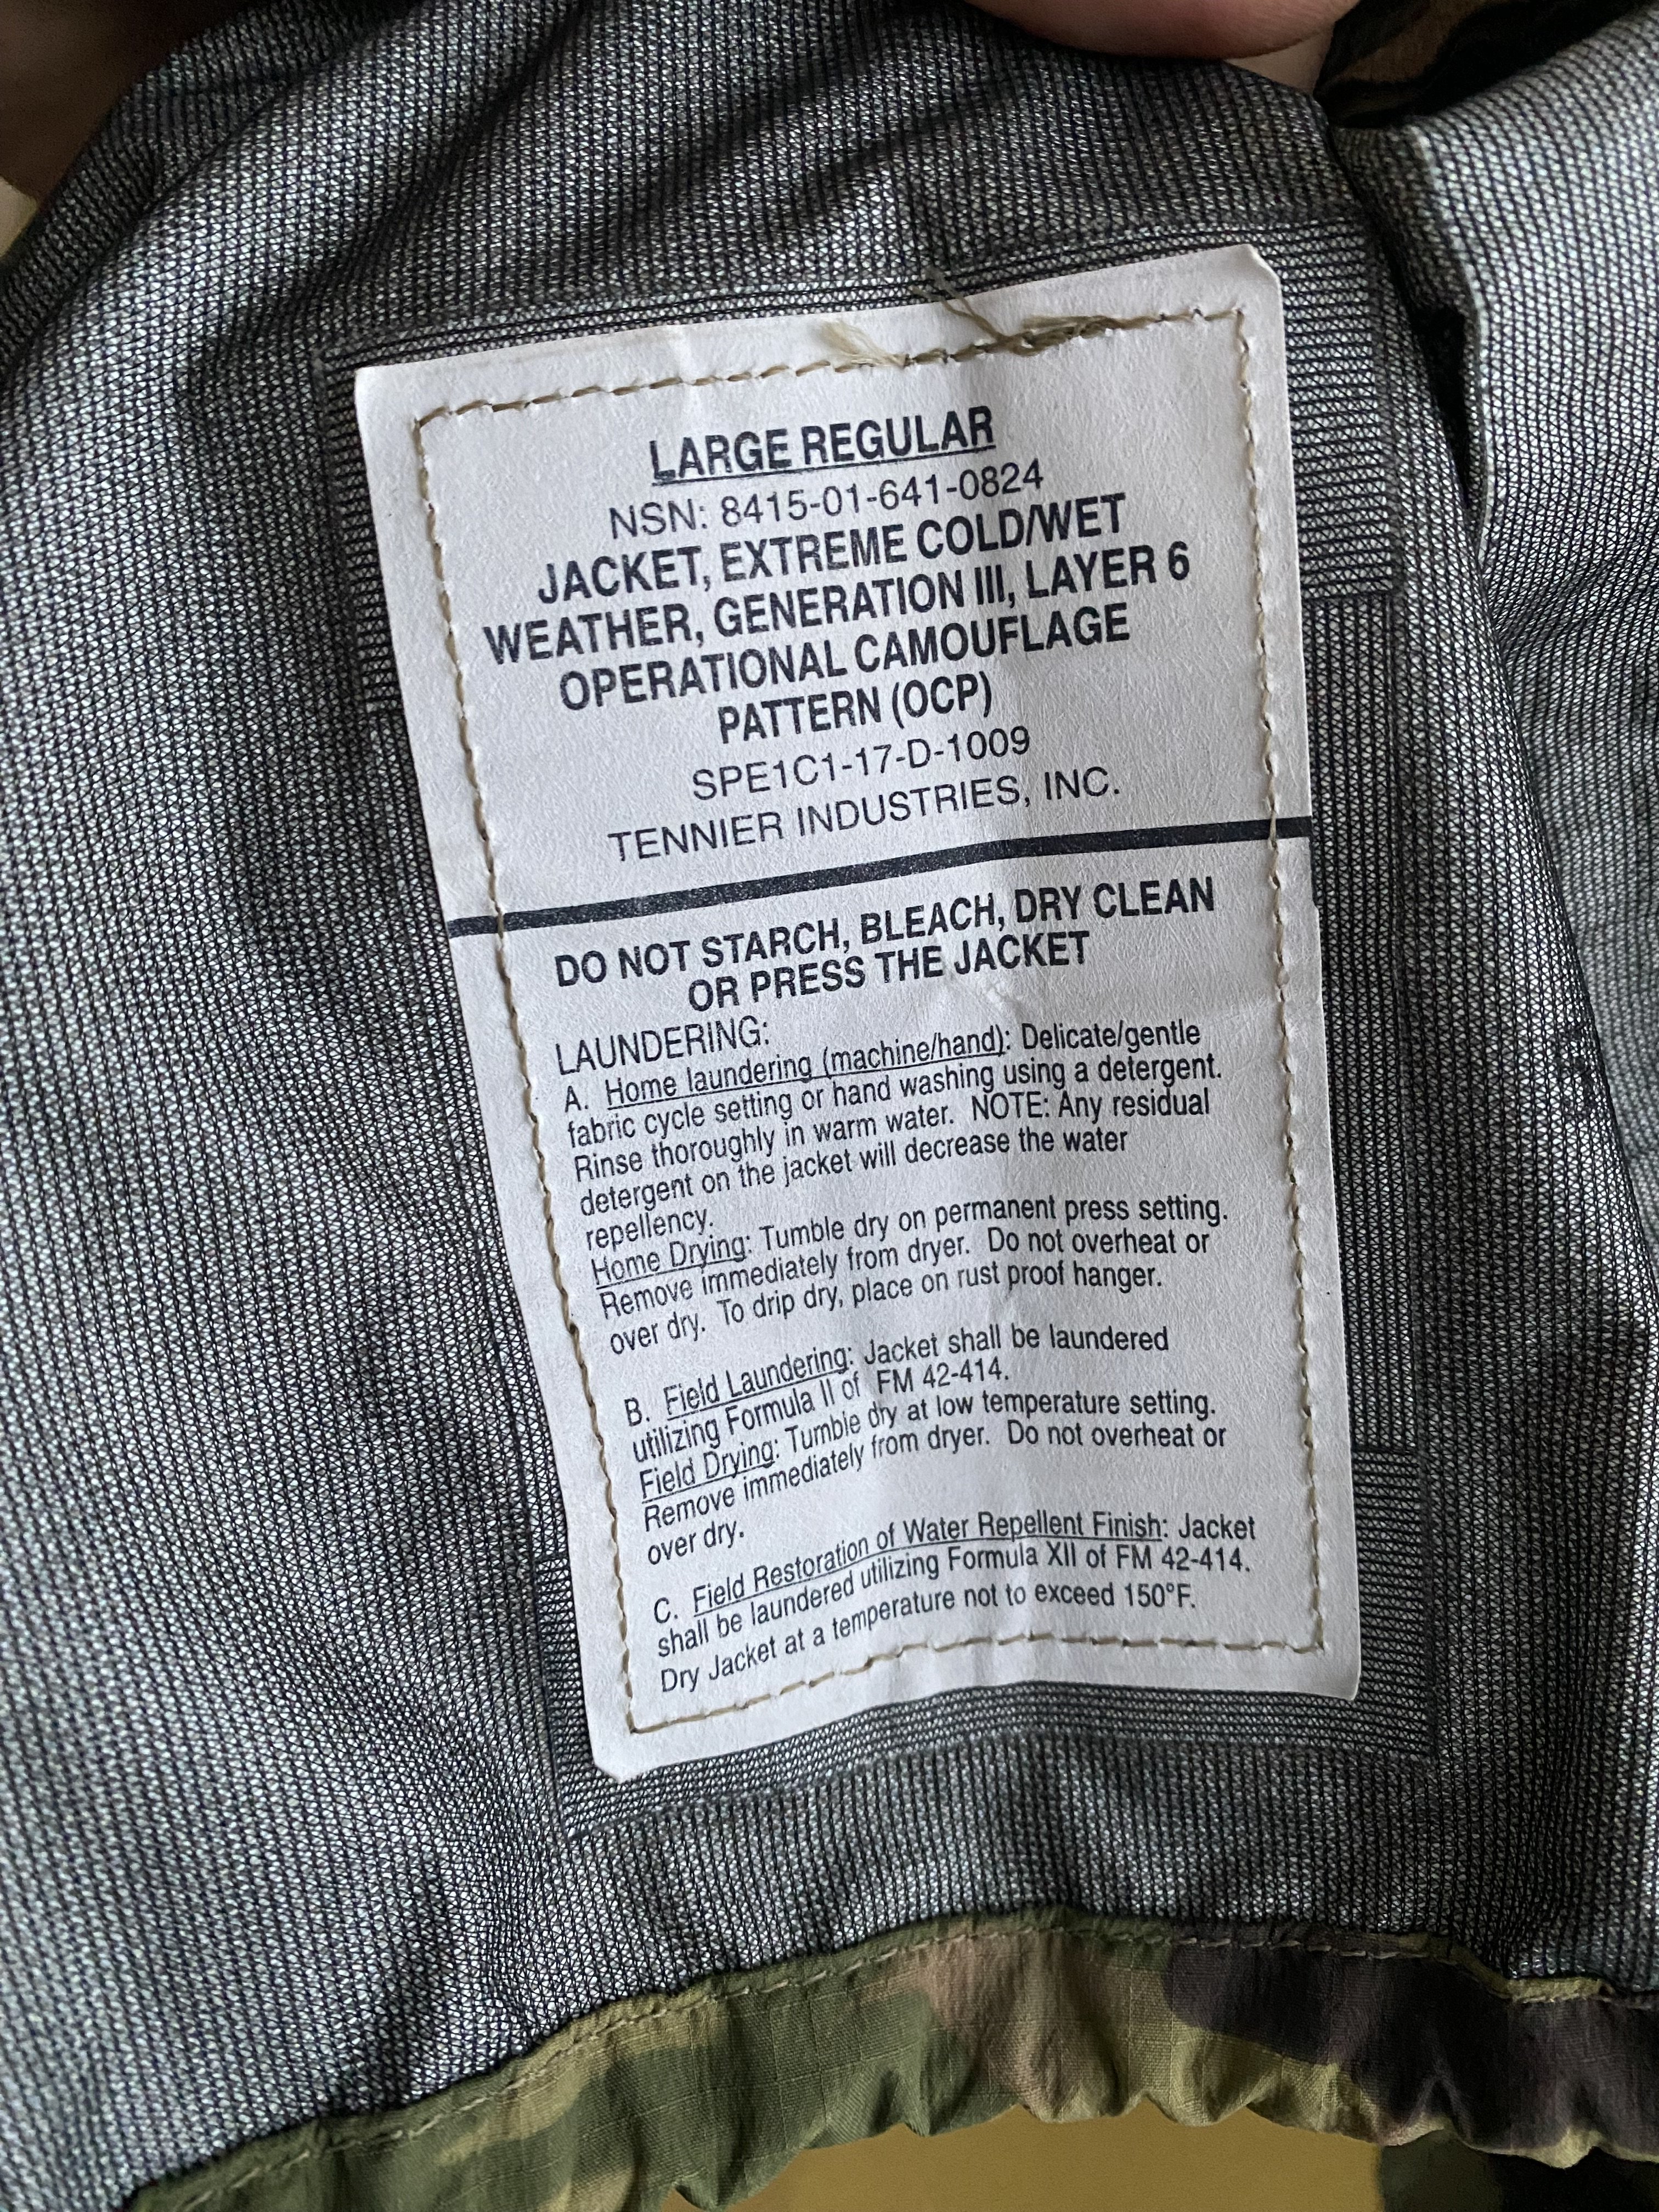 LARGE REGULAR
NSN: 8415-01-641-0824
JACKET, EXTREME COLD/WET
WEATHER, GENERATION III, LAYER 6
OPERATIONAL CAMOUFLAGE
PATTERN (OCP)
SPE1C1-17-D-1009
TENNIER INDUSTRIES, INC.
DO NOT STARCH, BLEACH, DRY CLEAN
OR PRESS THE JACKET
LAUNDERING:
A. Home laundering (machine/hand): Delicate/gentle
fabric cycle setting or hand washing using a detergent.
Rinse thoroughly in warm water. NOTE: Any residual
detergent on the jacket will decrease the water
repellency.
Home Drying: Tumble dry on permanent press setting.
Remove immediately from dryer. Do not overheat or
over dry. To drip dry, place on rust proof hanger.
B. Field Laundering: Jacket shall be laundered
utilizing Formula II of FM 42-414.
Field Drying: Tumble dry at low temperature setting.
Remove immediately from dryer. Do not overheat or
over dry.
C. Field Restoration of Water Repellent Finish: Jacket
shall be laundered utilizing Formula XII of FM 42-414.
Dry Jacket at a temperature not to exceed 150°F.